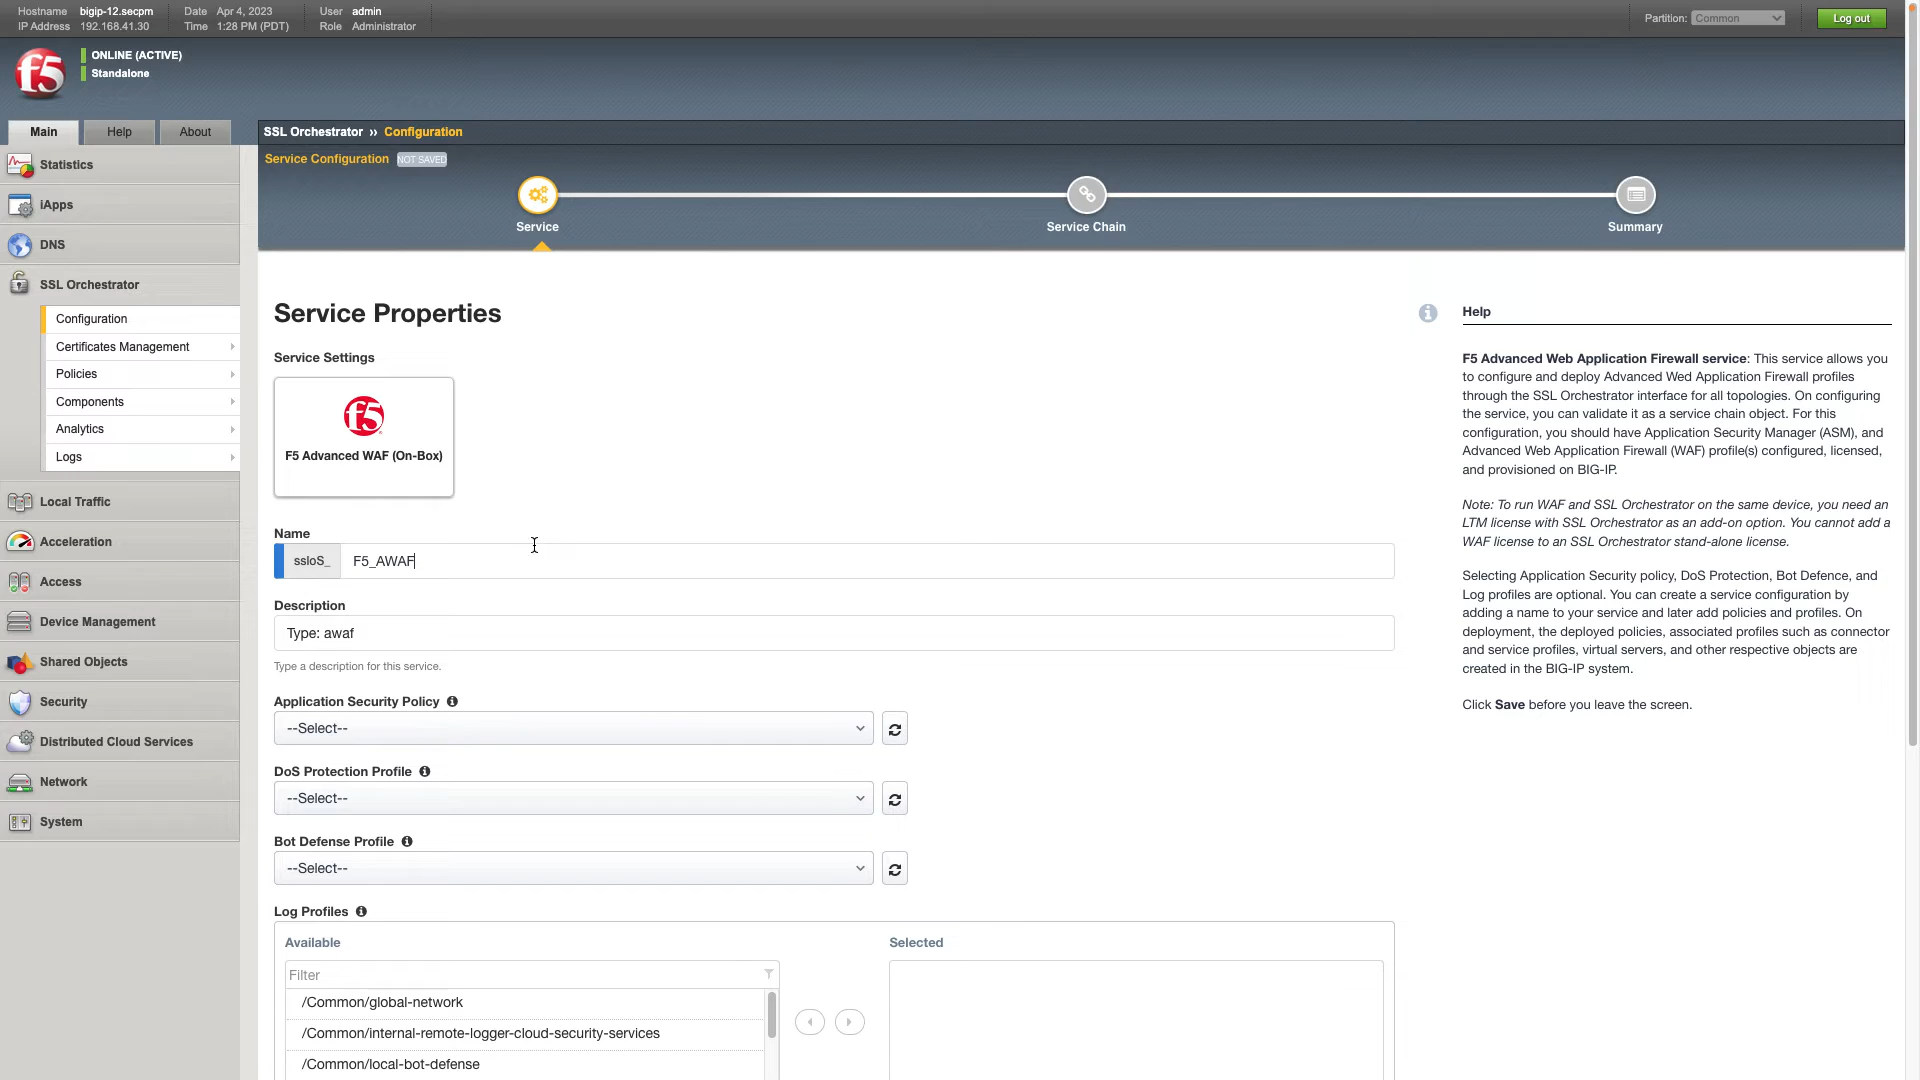 Hostname bigip-12.secpm Date Apr 4, 2023 User admin
IP Address 192.168.41.30 Time 1:28 PM (PDT) Role Administrator
Partition: Common
Log out
f5
ONLINE (ACTIVE)
Standalone
Main Help About
Statistics
iApps
DNS
SSL Orchestrator
Configuration
Certificates Management
Policies
Components
Analytics
Logs
Local Traffic
Acceleration
Access
Device Management
Shared Objects
Security
Distributed Cloud Services
Network
System
SSL Orchestrator ›› Configuration
Service Configuration NOT SAVED
Service Service Chain Summary
Service Properties
Service Settings
f5
F5 Advanced WAF (On-Box)
Name
ssloS_ F5_AWAF
Description
Type: awaf
Type a description for this service.
Application Security Policy
--Select--
DoS Protection Profile
--Select--
Bot Defense Profile
--Select--
Log Profiles
Available Selected
Filter
/Common/global-network
/Common/internal-remote-logger-cloud-security-services
/Common/local-bot-defense
Help
F5 Advanced Web Application Firewall service: This service allows you
to configure and deploy Advanced Wed Application Firewall profiles
through the SSL Orchestrator interface for all topologies. On configuring
the service, you can validate it as a service chain object. For this
configuration, you should have Application Security Manager (ASM), and
Advanced Web Application Firewall (WAF) profile(s) configured, licensed,
and provisioned on BIG-IP.
Note: To run WAF and SSL Orchestrator on the same device, you need an
LTM license with SSL Orchestrator as an add-on option. You cannot add a
WAF license to an SSL Orchestrator stand-alone license.
Selecting Application Security policy, DoS Protection, Bot Defence, and
Log profiles are optional. You can create a service configuration by
adding a name to your service and later add policies and profiles. On
deployment, the deployed policies, associated profiles such as connector
and service profiles, virtual servers, and other respective objects are
created in the BIG-IP system.
Click Save before you leave the screen.